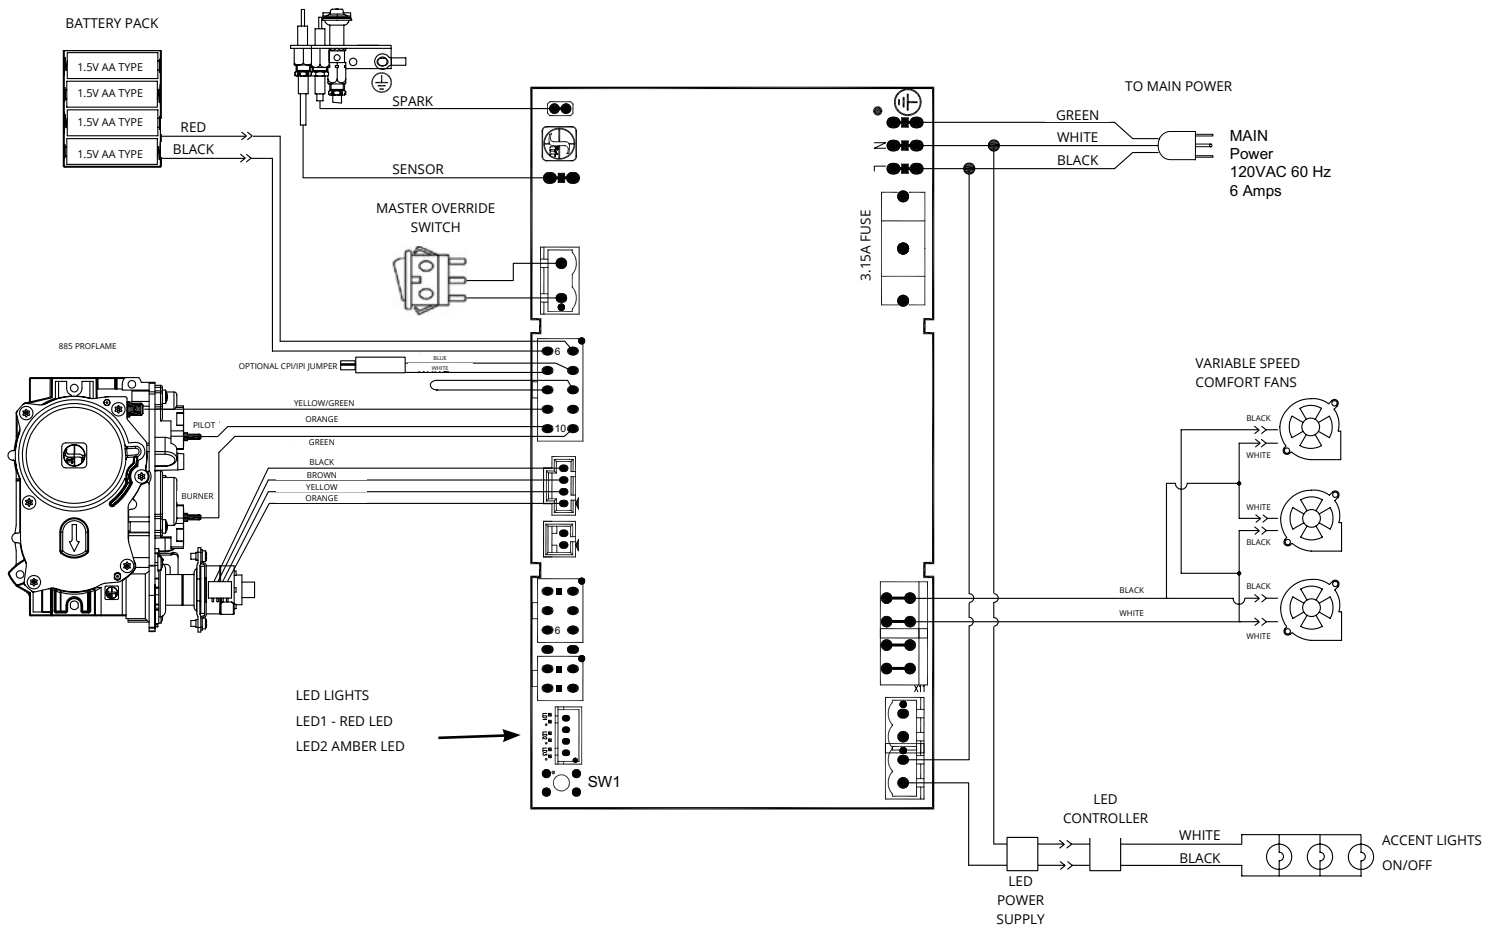 BATTERY PACK
1.5V AA TYPE
1.5V AA TYPE
1.5V AA TYPE
1.5V AA TYPE
RED
BLACK
SPARK
SENSOR
MASTER OVERRIDE
SWITCH
TO MAIN POWER
GREEN
WHITE
BLACK
N
L
MAIN
Power
120VAC 60 Hz
6 Amps
3.15A FUSE
885 PROFLAME
OPTIONAL CPI/IPI JUMPER
BLUE
WHITE
6
YELLOW/GREEN
PILOT
ORANGE
10
GREEN
BLACK
BROWN
YELLOW
ORANGE
BURNER
6
VARIABLE SPEED
COMFORT FANS
BLACK
WHITE
WHITE
BLACK
BLACK
WHITE
BLACK
WHITE
X11
LED LIGHTS
LED1 - RED LED
LED2 AMBER LED
SW1
LED
CONTROLLER
WHITE
BLACK
ACCENT LIGHTS
ON/OFF
LED
POWER
SUPPLY